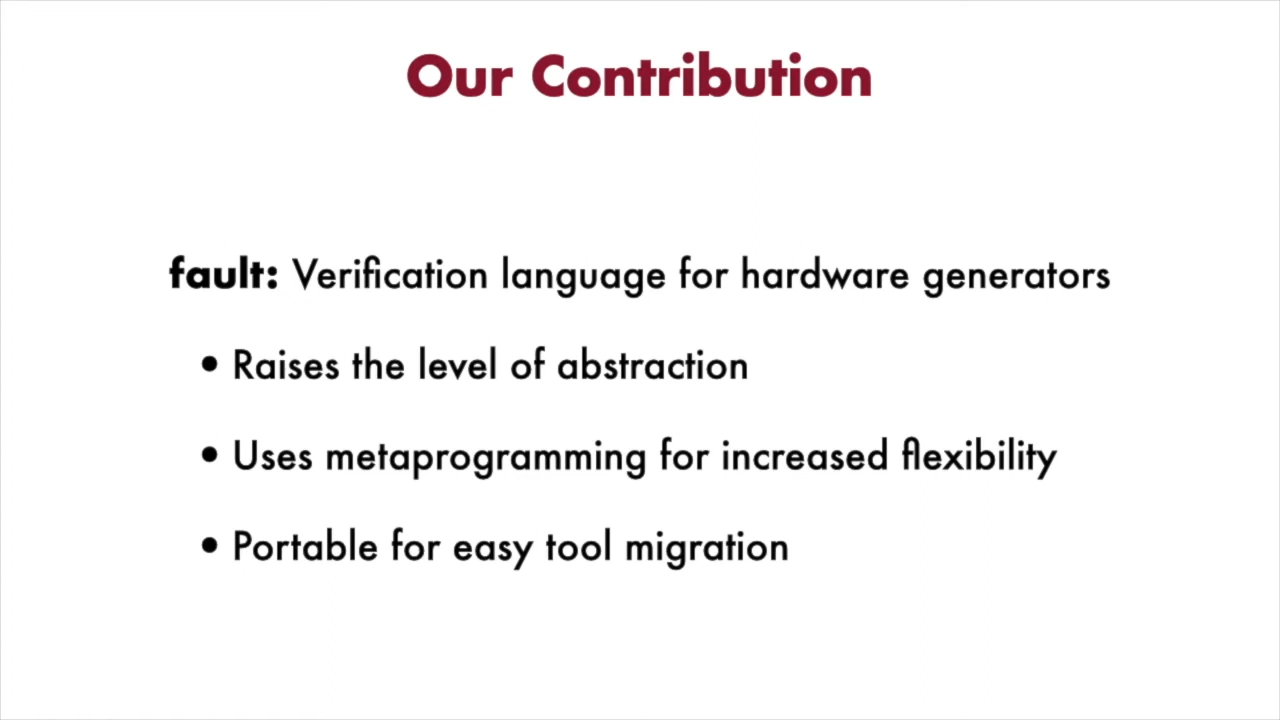 Our Contribution
fault: Verification language for hardware generators
• Raises the level of abstraction
• Uses metaprogramming for increased flexibility
• Portable for easy tool migration